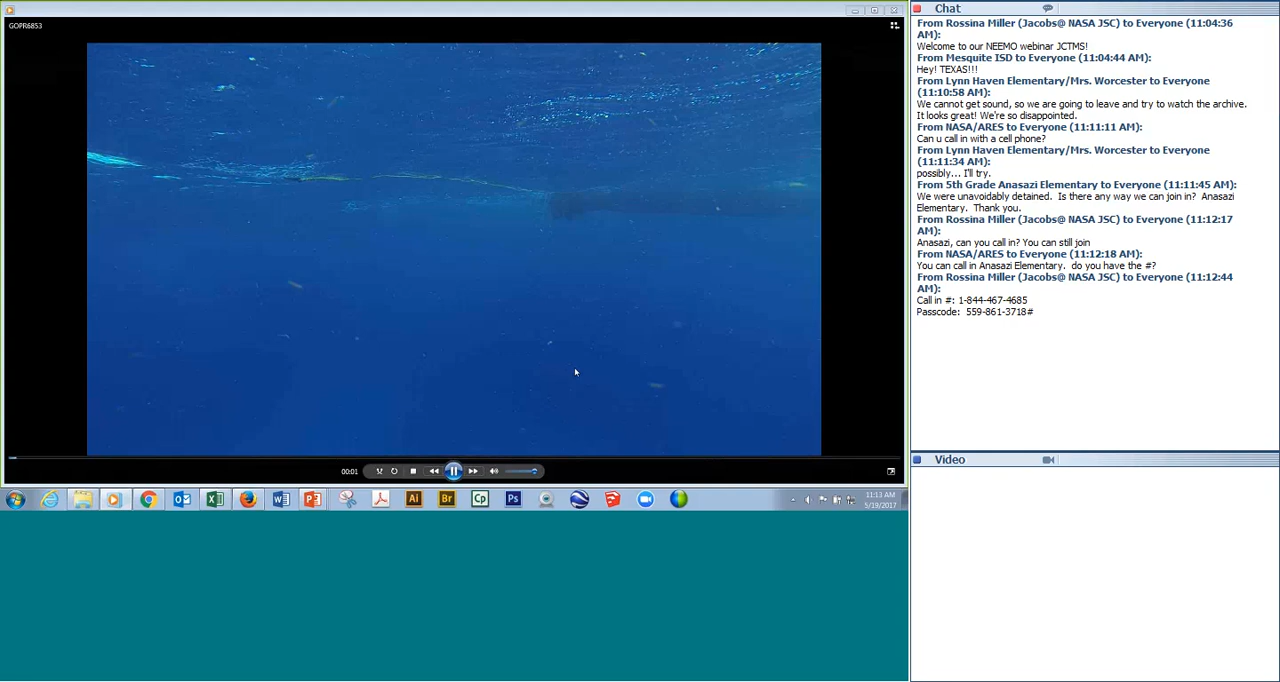 GOPR6853
00:01
Ai
Br
Cp
Ps
11:13 AM
5/19/2017
Chat
From Rossina Miller (Jacobs@ NASA JSC) to Everyone (11:04:36
AM):
Welcome to our NEEMO webinar JCTMS!
From Mesquite ISD to Everyone (11:04:44 AM):
Hey! TEXAS!!!
From Lynn Haven Elementary/Mrs. Worcester to Everyone
(11:10:58 AM):
We cannot get sound, so we are going to leave and try to watch the archive.
It looks great! We're so disappointed.
From NASA/ARES to Everyone (11:11:11 AM):
Can u call in with a cell phone?
From Lynn Haven Elementary/Mrs. Worcester to Everyone
(11:11:34 AM):
possibly... I'll try.
From 5th Grade Anasazi Elementary to Everyone (11:11:45 AM):
We were unavoidably detained. Is there any way we can join in? Anasazi
Elementary. Thank you.
From Rossina Miller (Jacobs@ NASA JSC) to Everyone (11:12:17
AM):
Anasazi, can you call in? You can still join
From NASA/ARES to Everyone (11:12:18 AM):
You can call in Anasazi Elementary. do you have the #?
From Rossina Miller (Jacobs@ NASA JSC) to Everyone (11:12:44
AM):
Call in #: 1-844-467-4685
Passcode: 559-861-3718#
Video